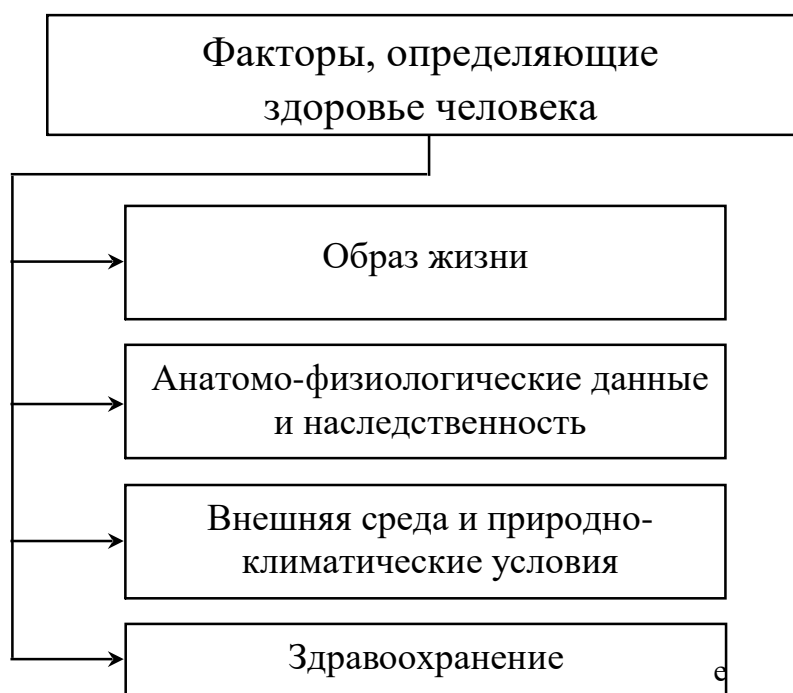 Факторы, определяющие
здоровье человека
Образ жизни
Анатомо-физиологические данные
и наследственность
Внешняя среда и природно-
климатические условия
Здравоохранение
е